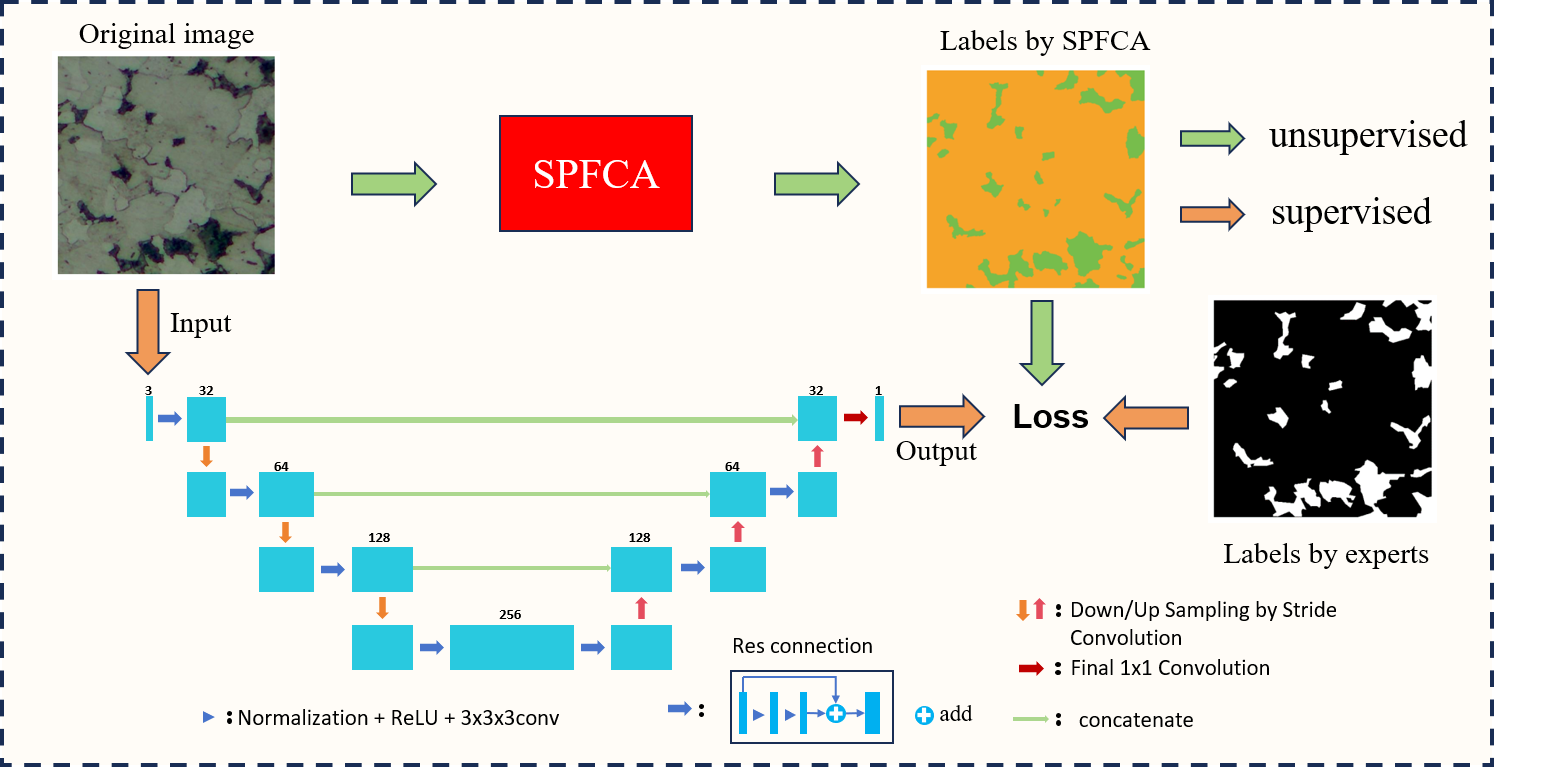 Original image
Labels by SPFCA
SPFCA
unsupervised
supervised
Input
3
32
32
1
Loss
Output
64
64
128
128
256
Labels by experts
Res connection
: Down/Up Sampling by Stride
Convolution
: Final 1x1 Convolution
: Normalization + ReLU + 3x3x3conv
:
add
: concatenate